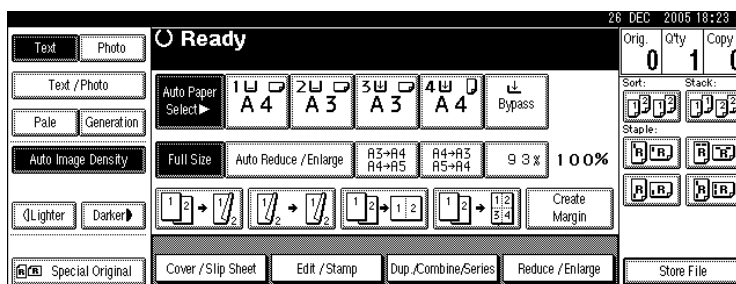 26 DEC 2005 18:23
Text Photo
Ready
Orig. Q'ty Copy
0 1
Text / Photo
Auto Paper Select▶
1 A4
2 A3
3 A3
4 A4
Bypass
Sort: Stack:
Pale Generation
Staple:
Auto Image Density
Full Size
Auto Reduce / Enlarge
A3→A4
A4→A5
A4→A3
A5→A4
93%
100%
Lighter Darker
Create Margin
Special Original
Cover / Slip Sheet
Edit / Stamp
Dup./Combine/Series
Reduce / Enlarge
Store File